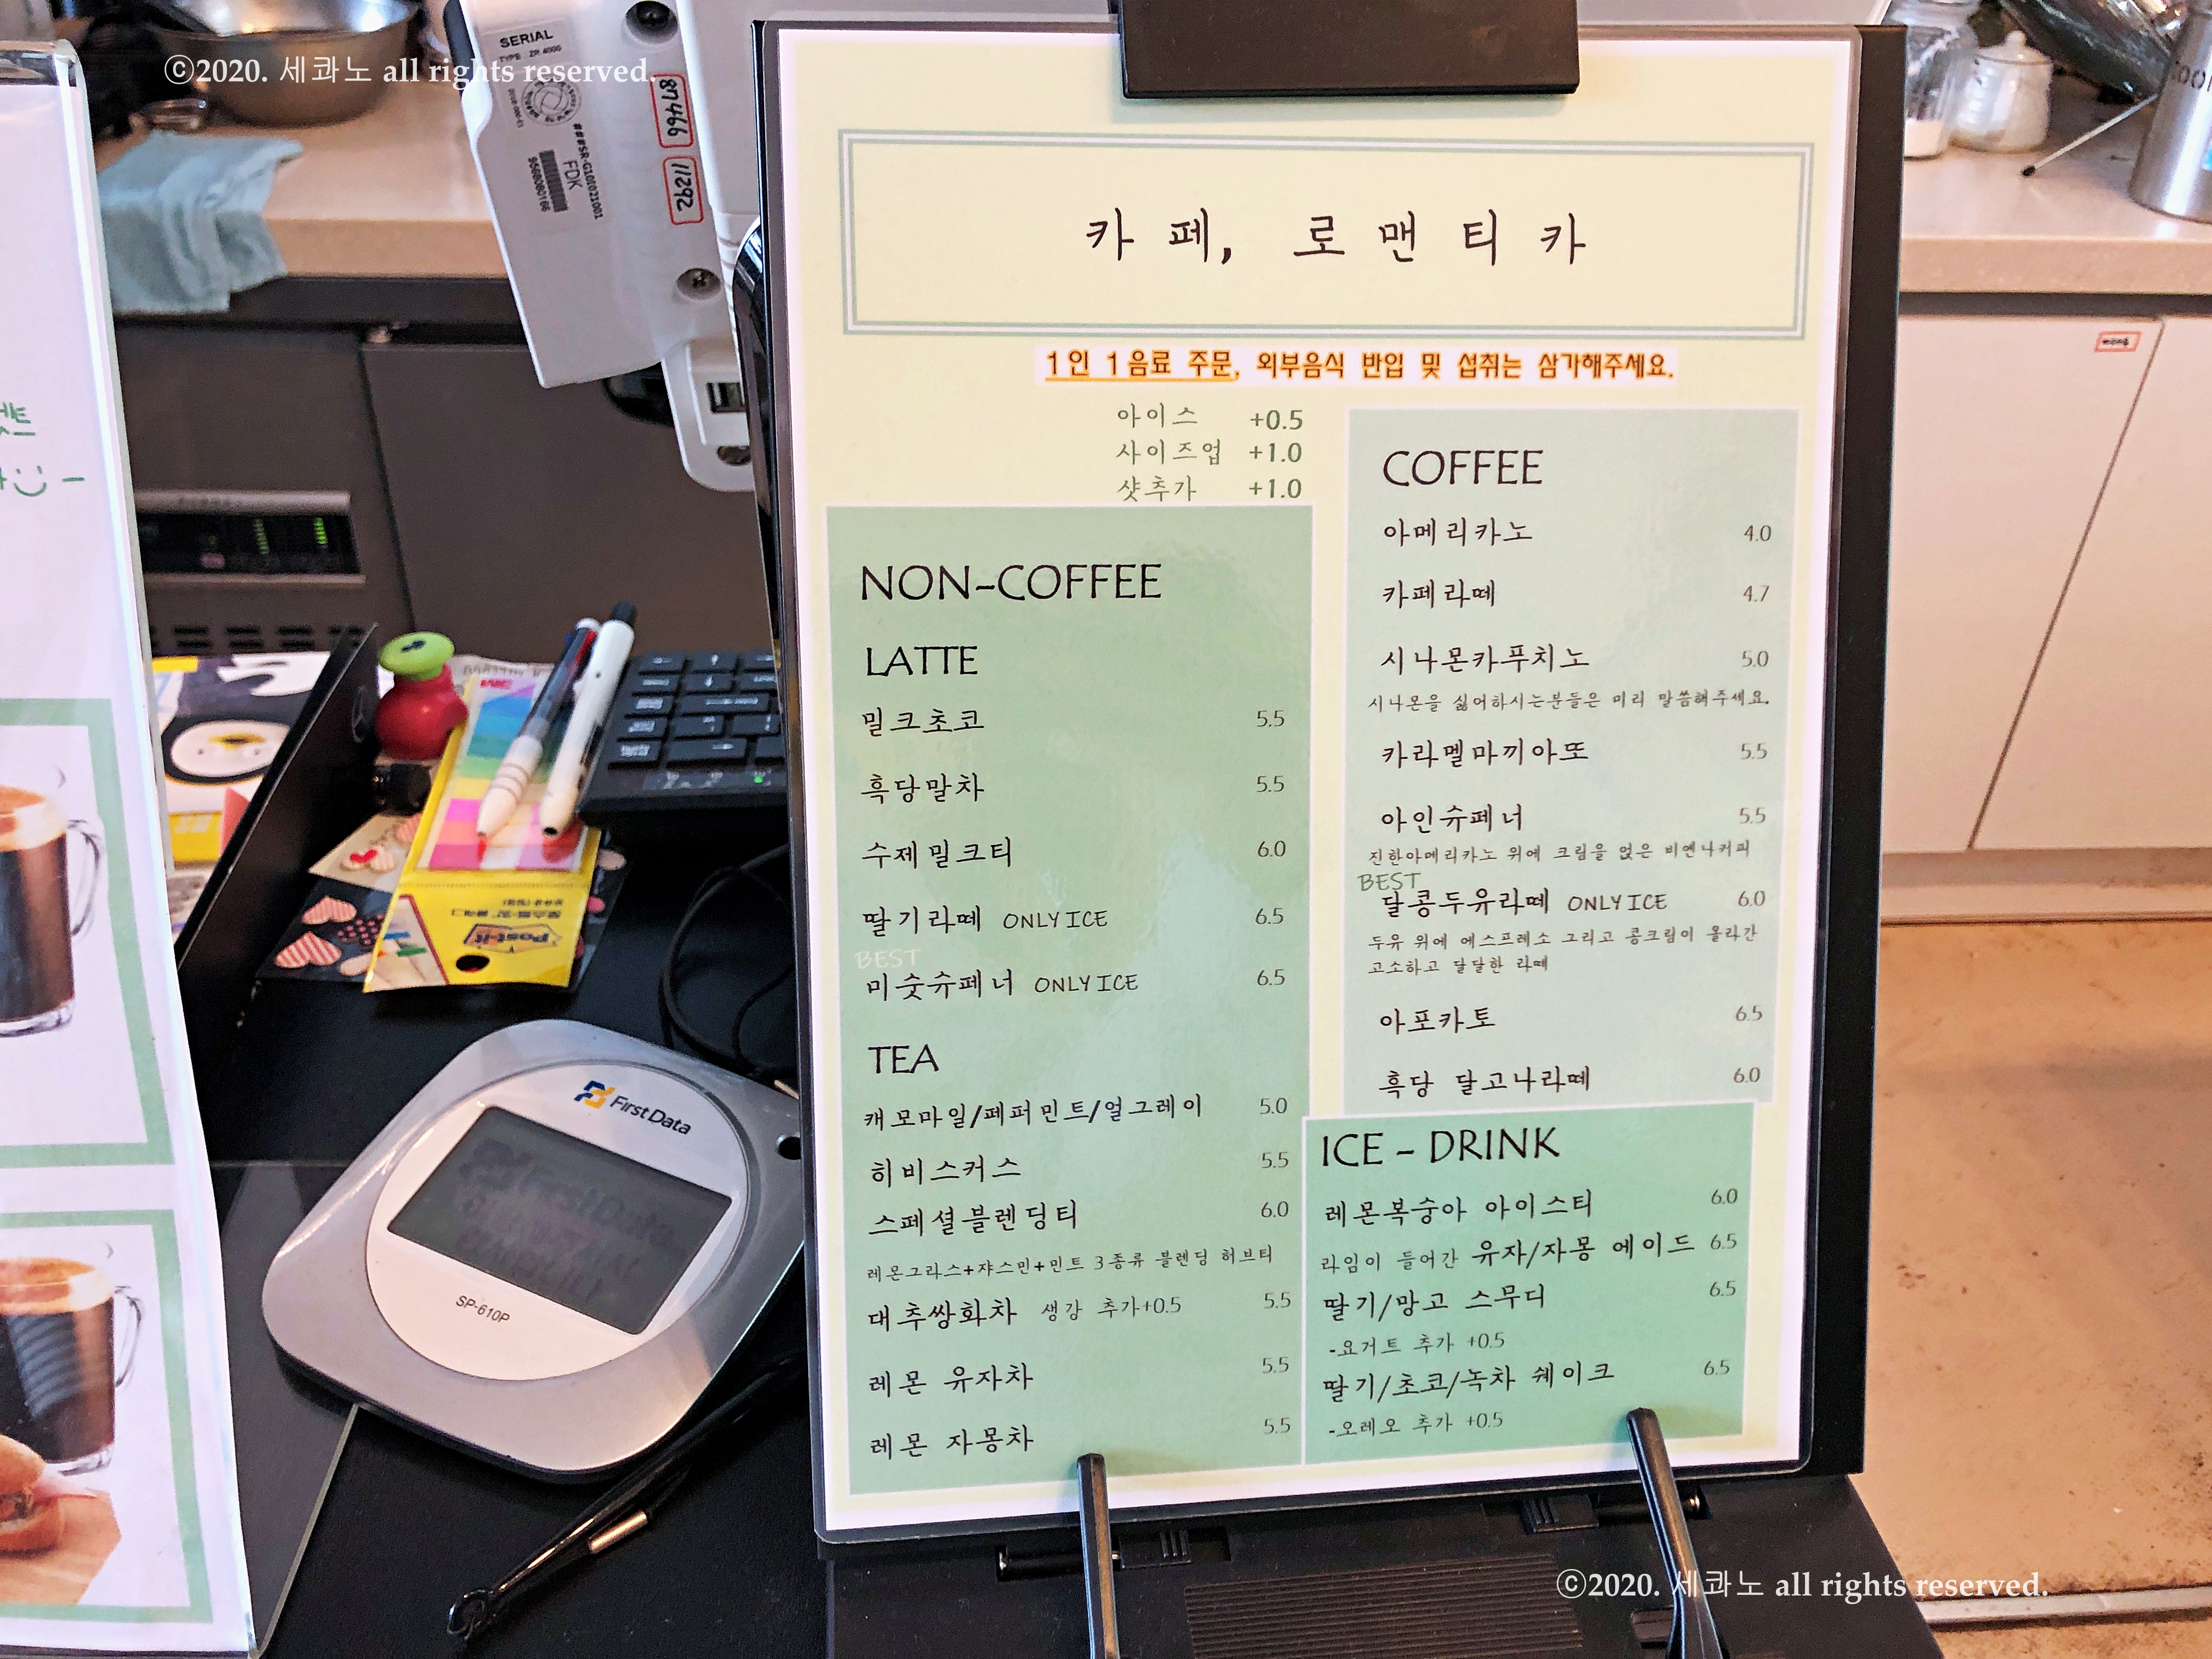 ©2020. 세콰노 all rights reserved.
SERIAL
87466
11292
FDK
카페, 로맨티카
1인 1음료 주문, 외부음식 반입 및 섭취는 삼가해주세요.
아이스 +0.5
사이즈업 +1.0
샷추가 +1.0
NON-COFFEE
LATTE
밀크초코 5.5
흑당말차 5.5
수제밀크티 6.0
딸기라떼 ONLY ICE 6.5
BEST
미숫슈페너 ONLY ICE 6.5
TEA
캐모마일/페퍼민트/얼그레이 5.0
히비스커스 5.5
스페셜블렌딩티 6.0
레몬그라스+쟈스민+민트 3종류 블렌딩 허브티
대추쌍화차 생강 추가+0.5 5.5
레몬 유자차 5.5
레몬 자몽차 5.5
COFFEE
아메리카노 4.0
카페라떼 4.7
시나몬카푸치노 5.0
시나몬을 싫어하시는분들은 미리 말씀해주세요.
카라멜마끼아또 5.5
아인슈페너 5.5
진한아메리카노 위에 크림을 얹은 비엔나커피
BEST
달콩두유라떼 ONLY ICE 6.0
두유 위에 에스프레소 그리고 콩크림이 올라간
고소하고 달달한 라떼
아포카토 6.5
흑당 달고나라떼 6.0
ICE - DRINK
레몬복숭아 아이스티 6.0
라임이 들어간 유자/자몽 에이드 6.5
딸기/망고 스무디 6.5
-요거트 추가 +0.5
딸기/초코/녹차 쉐이크 6.5
-오레오 추가 +0.5
Post-it
First Data
SP-610P
©2020. 세콰노 all rights reserved.